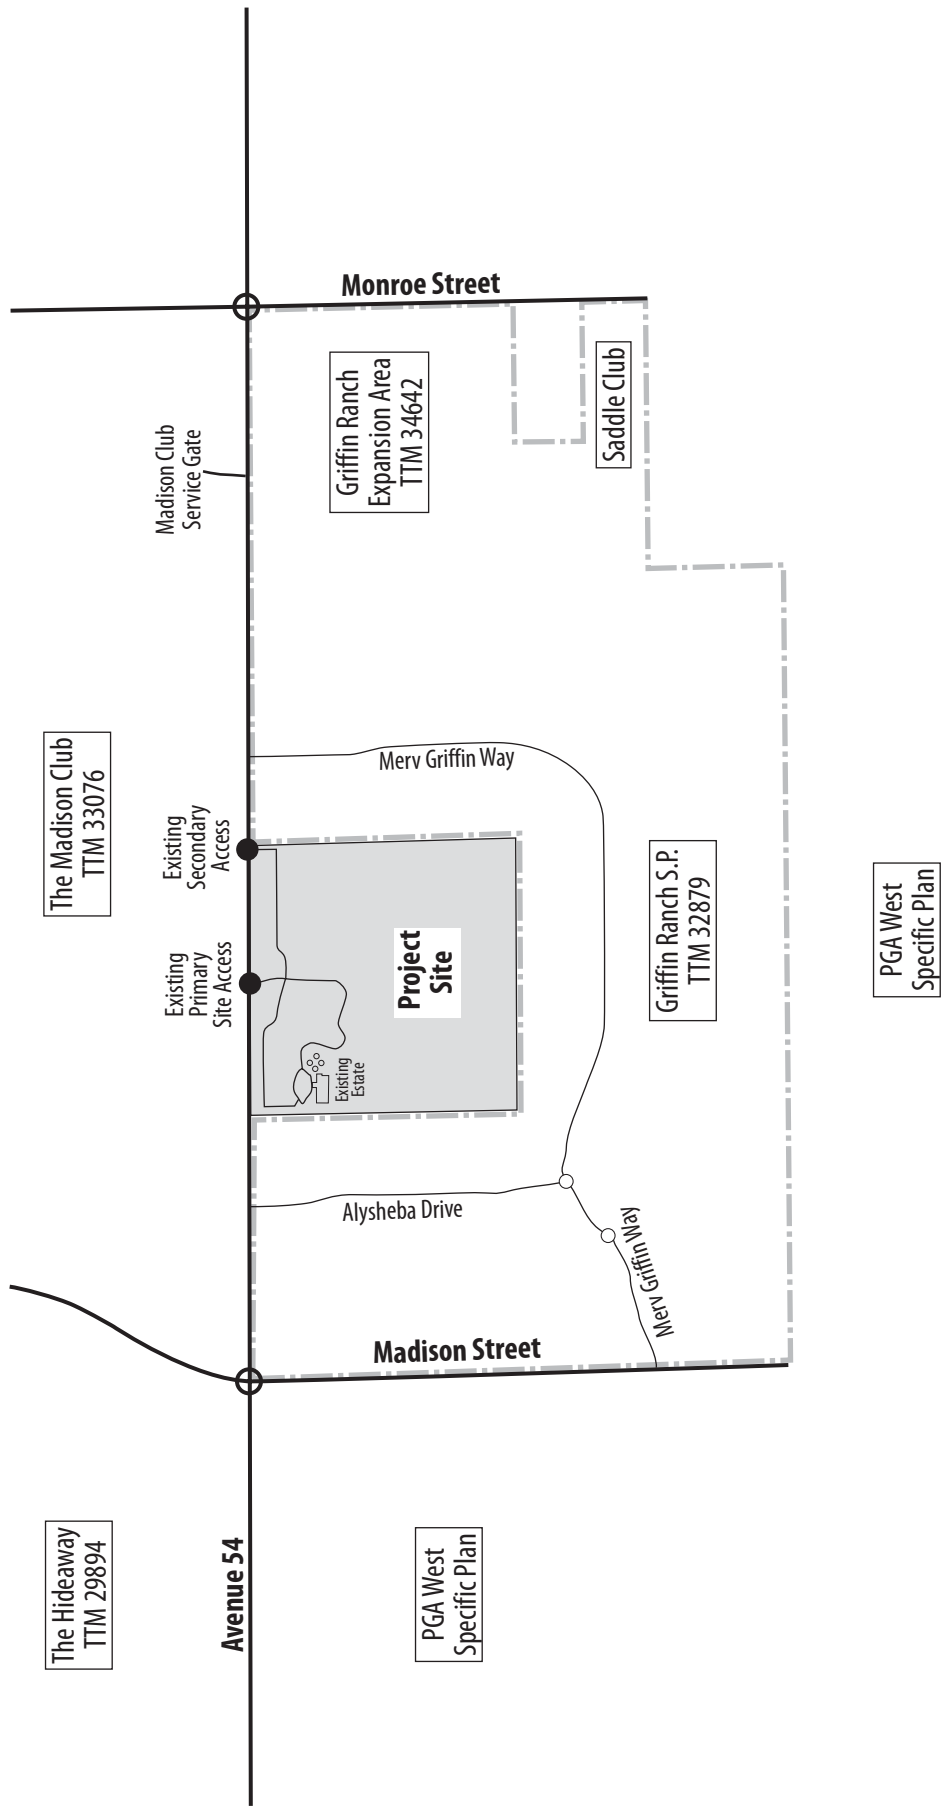 The Hideaway
TTM 29894
The Madison Club
TTM 33076
Avenue 54
Existing
Primary
Site Access
Existing
Secondary
Access
Madison Club
Service Gate
PGA West
Specific Plan
Madison Street
Alysheba Drive
Merv Griffin Way
Existing
Estate
Project
Site
Merv Griffin Way
Griffin Ranch
Expansion Area
TTM 34642
Monroe Street
Saddle Club
Griffin Ranch S.P.
TTM 32879
PGA West
Specific Plan